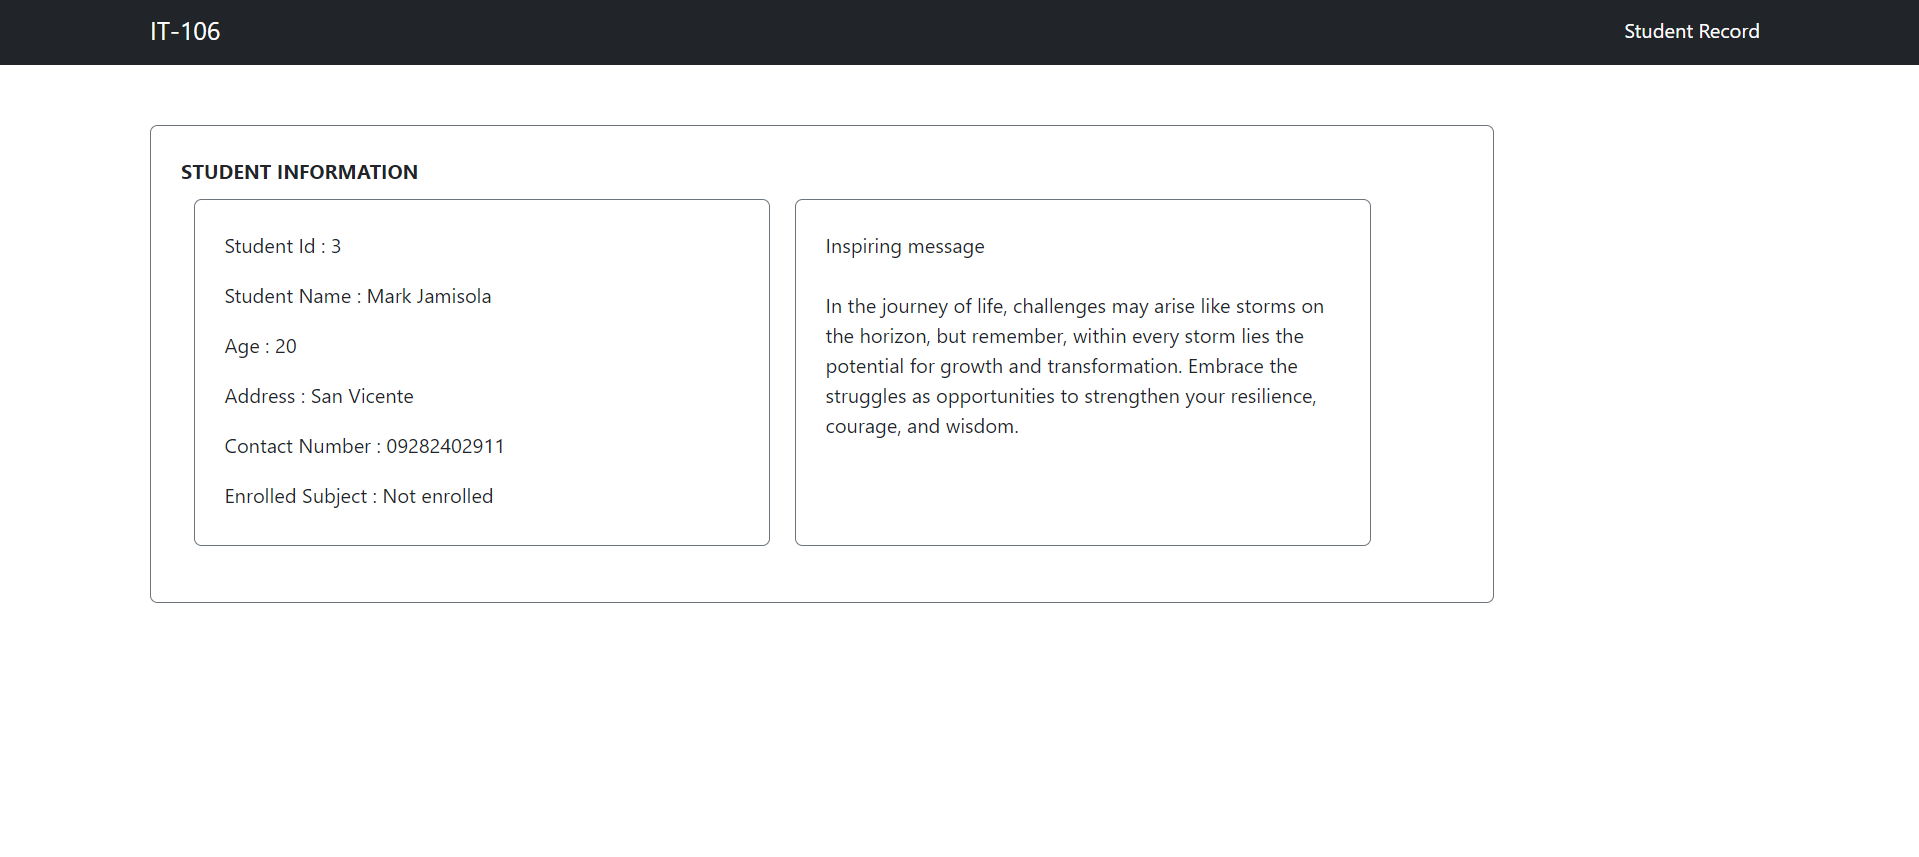 IT-106
Student Record
STUDENT INFORMATION
Student Id : 3
Student Name : Mark Jamisola
Age : 20
Address : San Vicente
Contact Number : 09282402911
Enrolled Subject : Not enrolled
Inspiring message
In the journey of life, challenges may arise like storms on
the horizon, but remember, within every storm lies the
potential for growth and transformation. Embrace the
struggles as opportunities to strengthen your resilience,
courage, and wisdom.